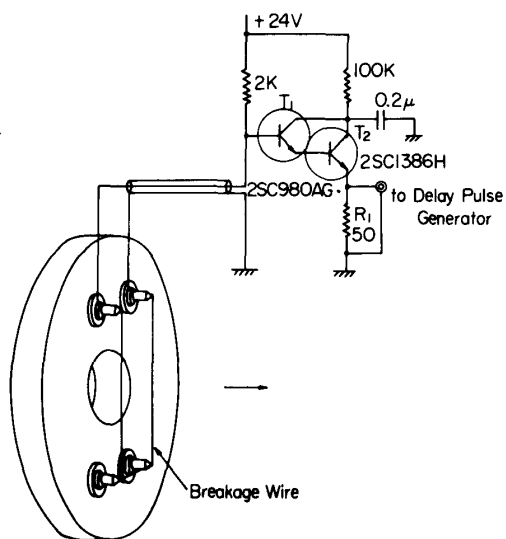 +24V
2K
100K
T1
0.2μ
T2
2SC1386H
2SC980AG.
to Delay Pulse
Generator
R1
50
Breakage Wire